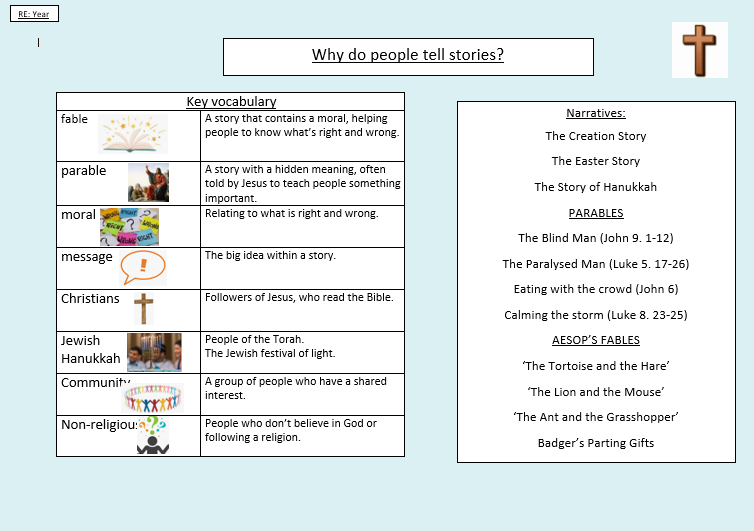 RE: Year
Why do people tell stories?
Key vocabulary
fable
A story that contains a moral, helping
people to know what's right and wrong.
parable
A story with a hidden meaning, often
told by Jesus to teach people something
important.
moral
Relating to what is right and wrong.
message
The big idea within a story.
Christians
Followers of Jesus, who read the Bible.
Jewish
Hanukkah
People of the Torah.
The Jewish festival of light.
Community
A group of people who have a shared
interest.
Non-religious
People who don't believe in God or
following a religion.
Narratives:
The Creation Story
The Easter Story
The Story of Hanukkah
PARABLES
The Blind Man (John 9. 1-12)
The Paralysed Man (Luke 5. 17-26)
Eating with the crowd (John 6)
Calming the storm (Luke 8. 23-25)
AESOP'S FABLES
‘The Tortoise and the Hare’
‘The Lion and the Mouse’
‘The Ant and the Grasshopper’
Badger’s Parting Gifts